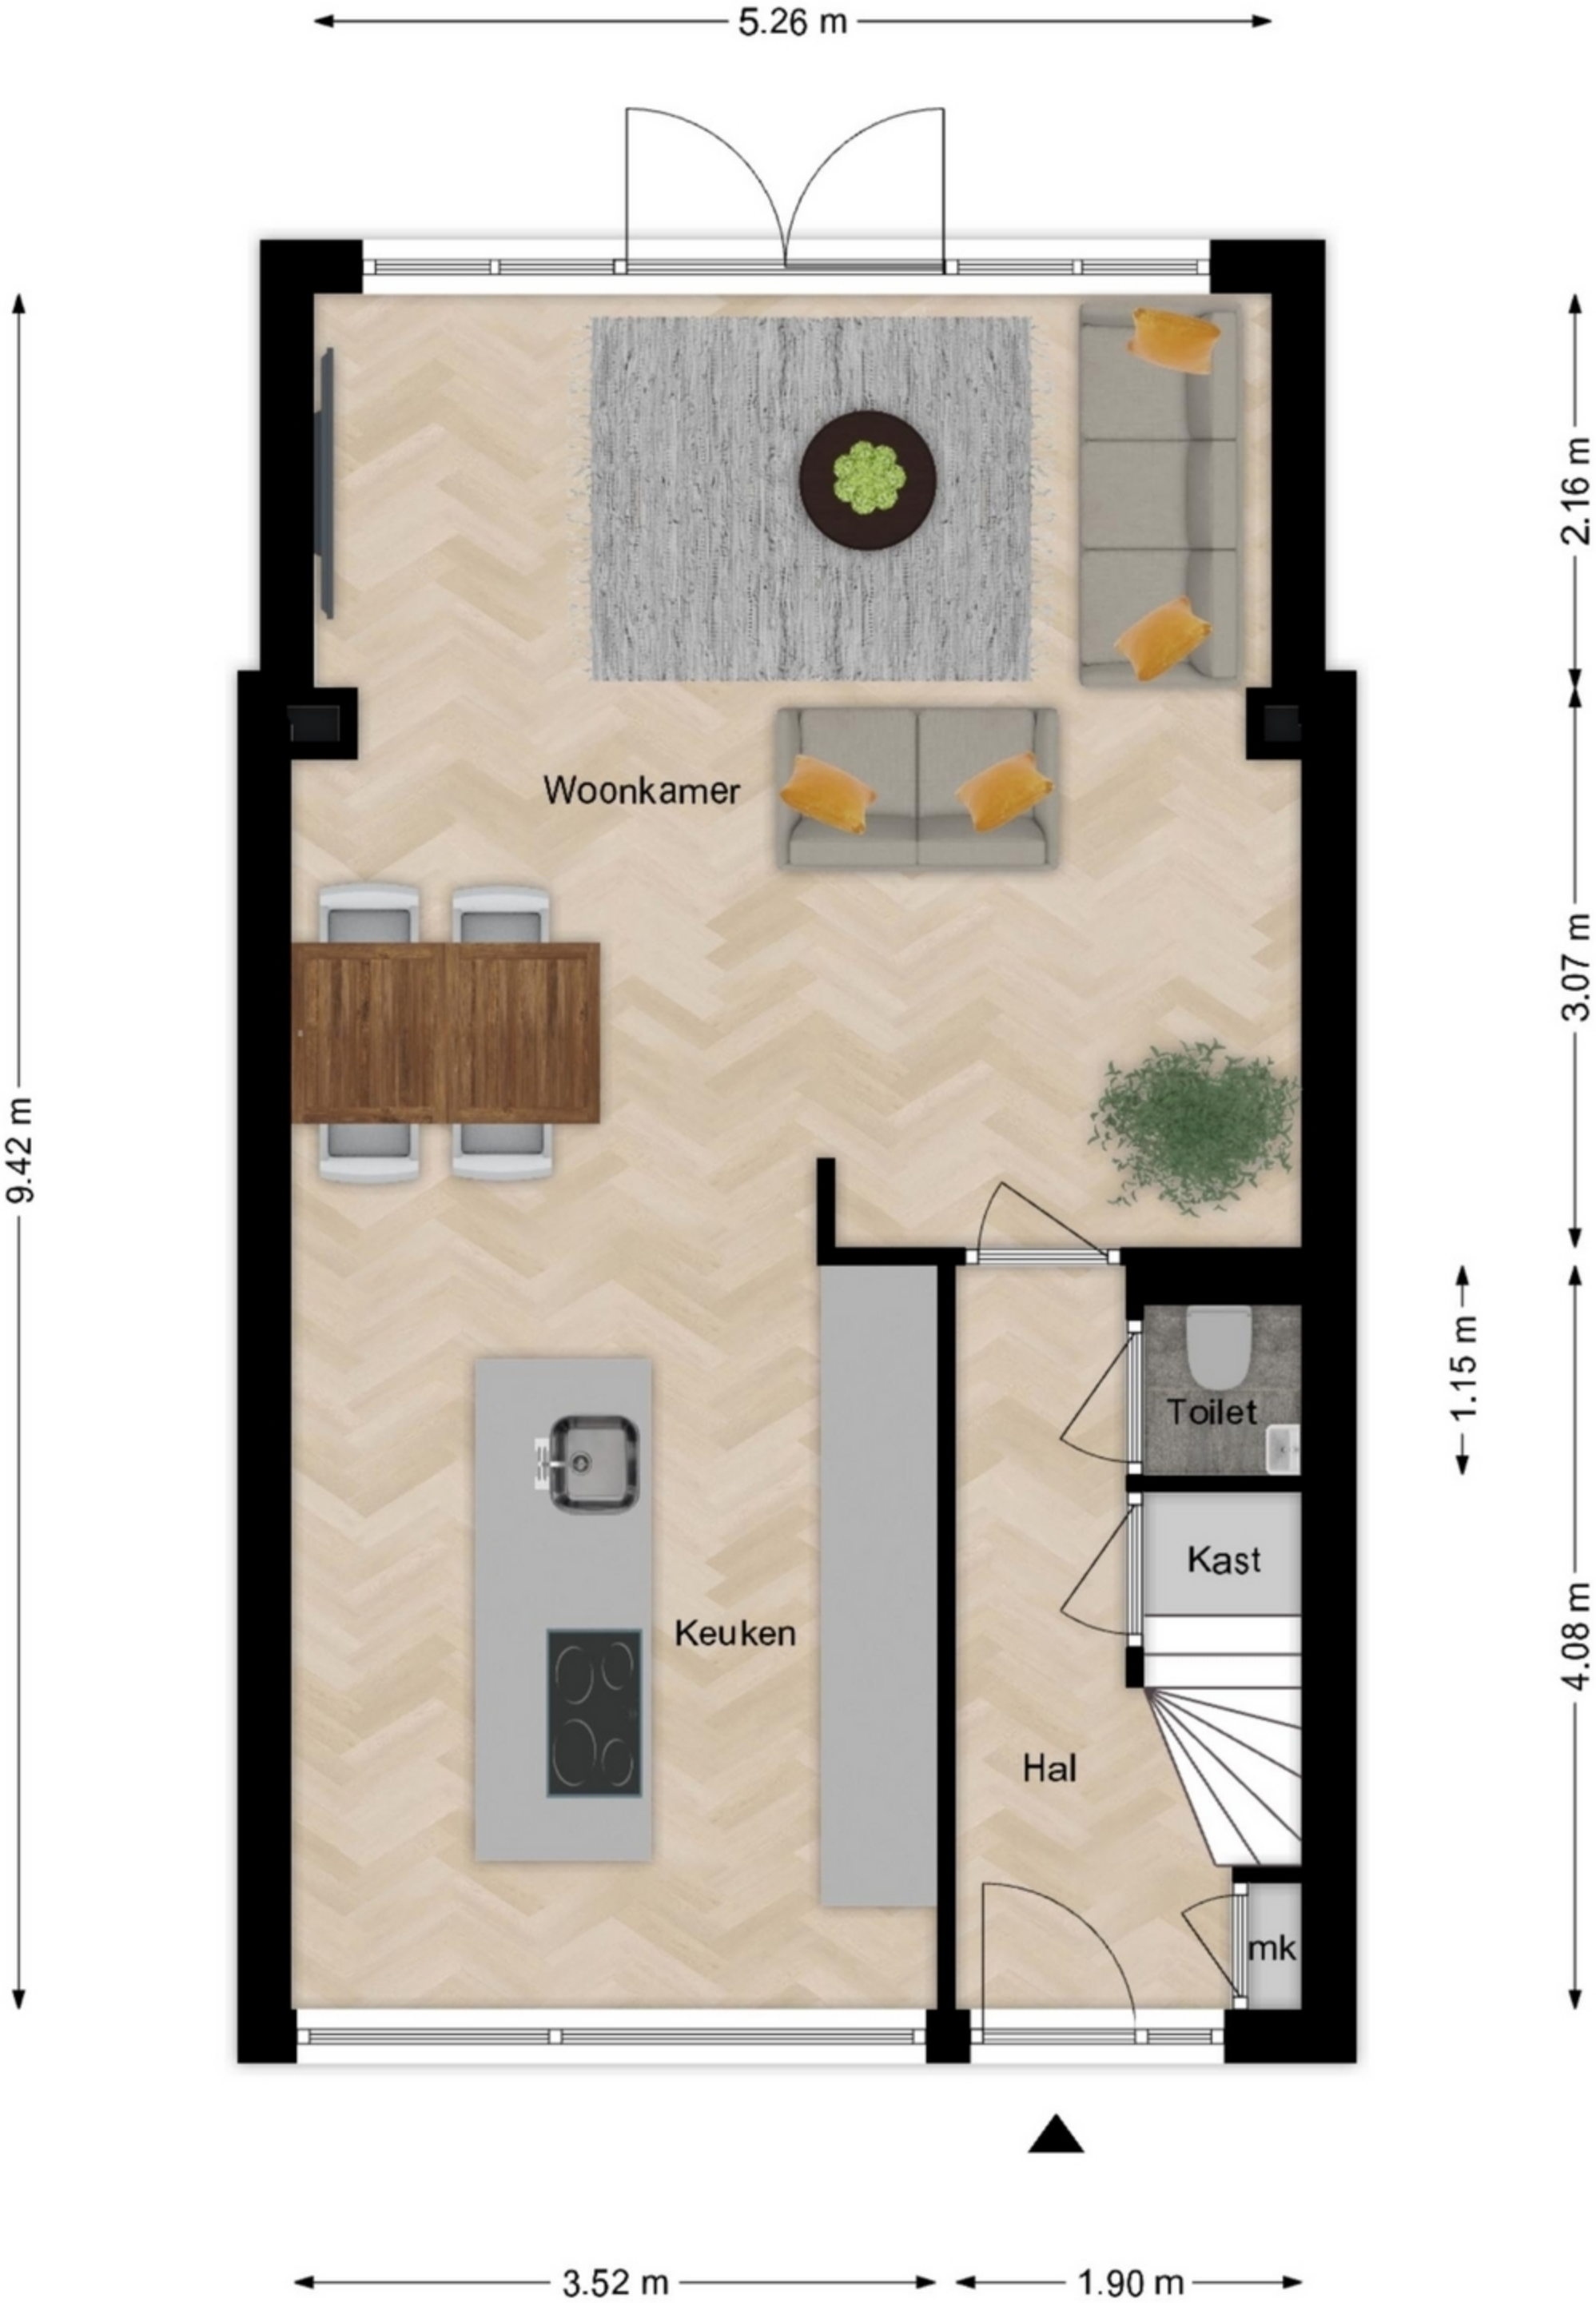 5.26 m
2.16 m
Woonkamer
3.07 m
9.42 m
1.15 m
Toilet
Kast
Keuken
4.08 m
Hal
mk
3.52 m
1.90 m